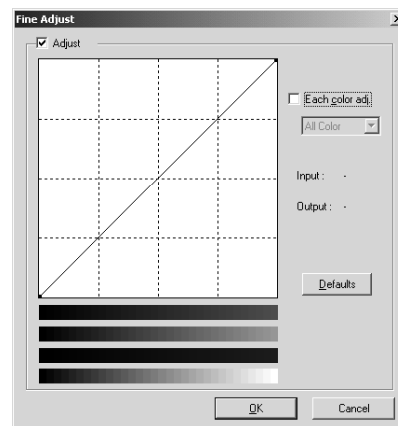 Fine Adjust
Adjust
Each color adj.
All Color
Input : -
Output : -
Defaults
OK
Cancel